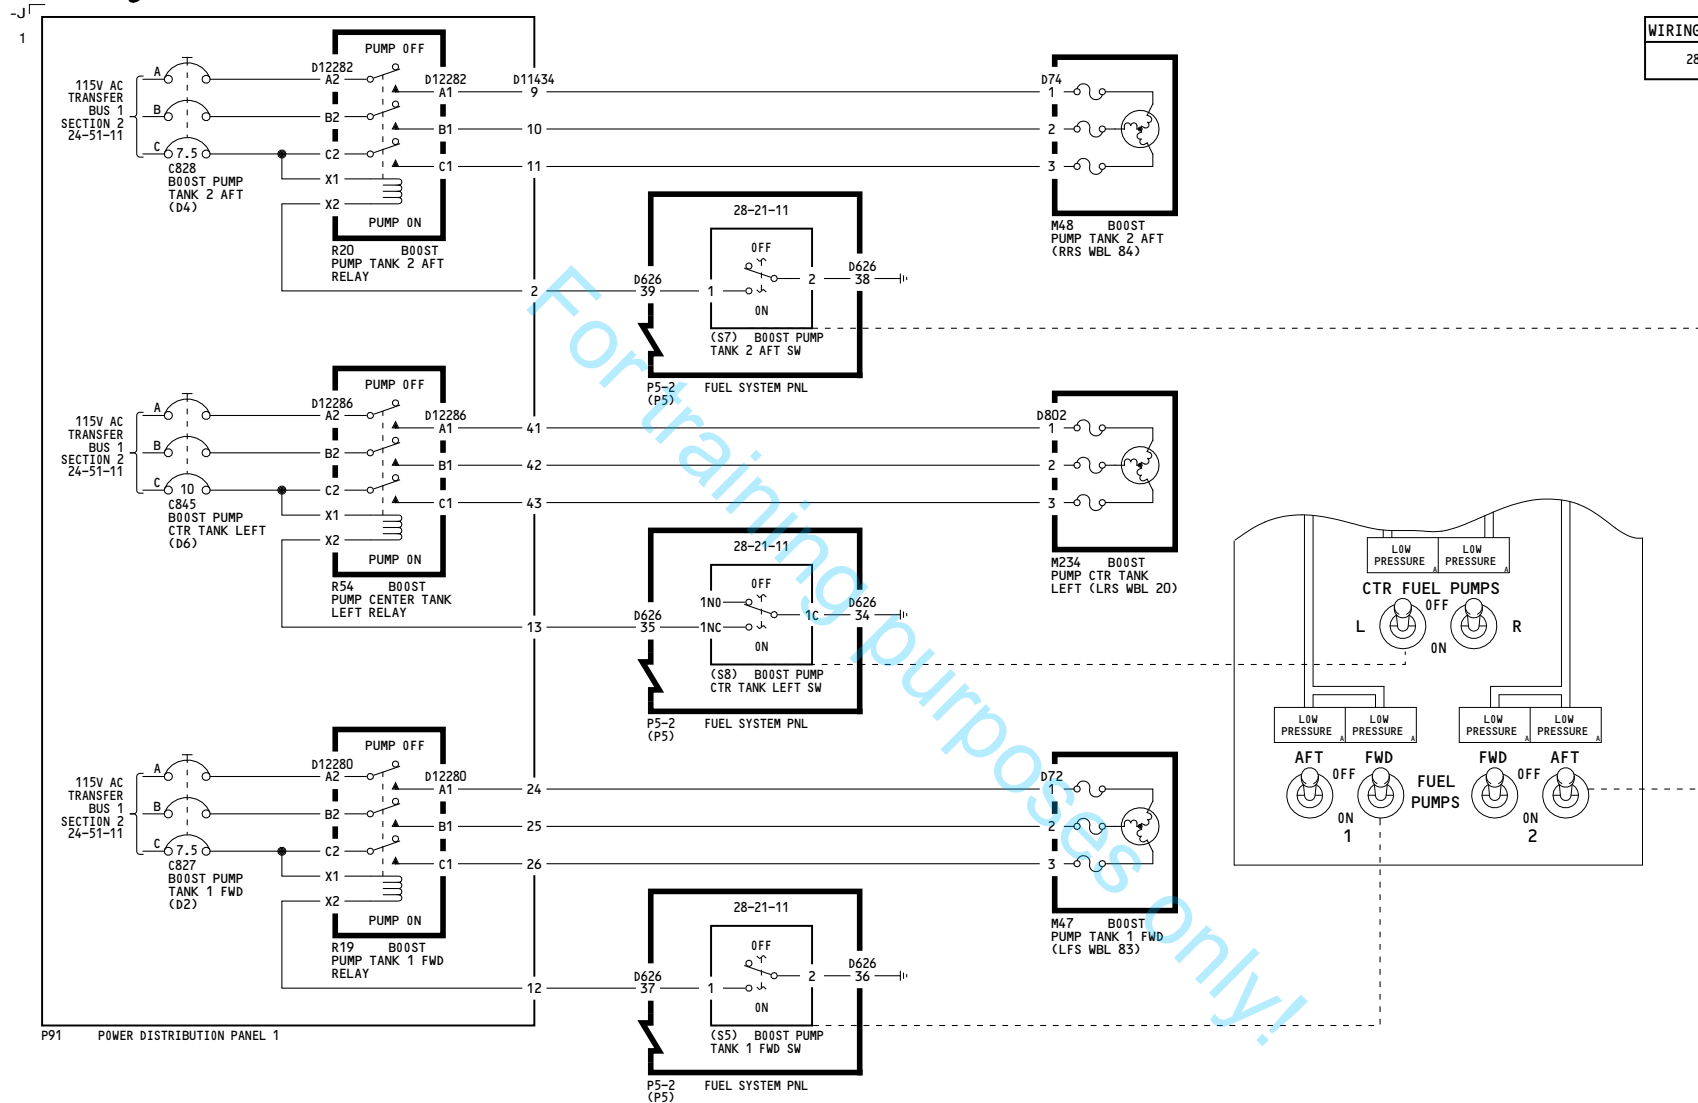 -J
1
WIRING
28
115V AC
TRANSFER
BUS 1
SECTION 2
24-51-11
A
B
C
7.5
C828
BOOST PUMP
TANK 2 AFT
(D4)
PUMP OFF
D12282
A2
B2
C2
X1
X2
D12282
A1
B1
C1
PUMP ON
R20 BOOST
PUMP TANK 2 AFT
RELAY
D11434
9
10
11
2
D74
1
2
3
M48 BOOST
PUMP TANK 2 AFT
(RRS WBL 84)
28-21-11
OFF
D626
39
1
2
D626
38
ON
(S7) BOOST PUMP
TANK 2 AFT SW
P5-2 FUEL SYSTEM PNL
(P5)
115V AC
TRANSFER
BUS 1
SECTION 2
24-51-11
A
B
C
10
C845
BOOST PUMP
CTR TANK LEFT
(D6)
PUMP OFF
D12286
A2
B2
C2
X1
X2
D12286
A1
B1
C1
PUMP ON
R54 BOOST
PUMP CENTER TANK
LEFT RELAY
41
42
43
13
D802
1
2
3
M234 BOOST
PUMP CTR TANK
LEFT (LRS WBL 20)
28-21-11
OFF
1NO
D626
35
1NC
1C
D626
34
ON
(S8) BOOST PUMP
CTR TANK LEFT SW
P5-2 FUEL SYSTEM PNL
(P5)
115V AC
TRANSFER
BUS 1
SECTION 2
24-51-11
A
B
C
7.5
C827
BOOST PUMP
TANK 1 FWD
(D2)
PUMP OFF
D12280
A2
B2
C2
X1
X2
D12280
A1
B1
C1
PUMP ON
R19 BOOST
PUMP TANK 1 FWD
RELAY
24
25
26
12
D72
1
2
3
M47 BOOST
PUMP TANK 1 FWD
(LFS WBL 83)
28-21-11
OFF
D626
37
1
2
D626
36
ON
(S5) BOOST PUMP
TANK 1 FWD SW
P5-2 FUEL SYSTEM PNL
(P5)
P91 POWER DISTRIBUTION PANEL 1
LOW
PRESSURE
A
LOW
PRESSURE
A
CTR FUEL PUMPS
OFF
L
R
ON
LOW
PRESSURE
A
LOW
PRESSURE
A
LOW
PRESSURE
A
LOW
PRESSURE
A
AFT FWD FWD AFT
OFF
FUEL
PUMPS
OFF
ON
1
ON
2
For training purposes only!